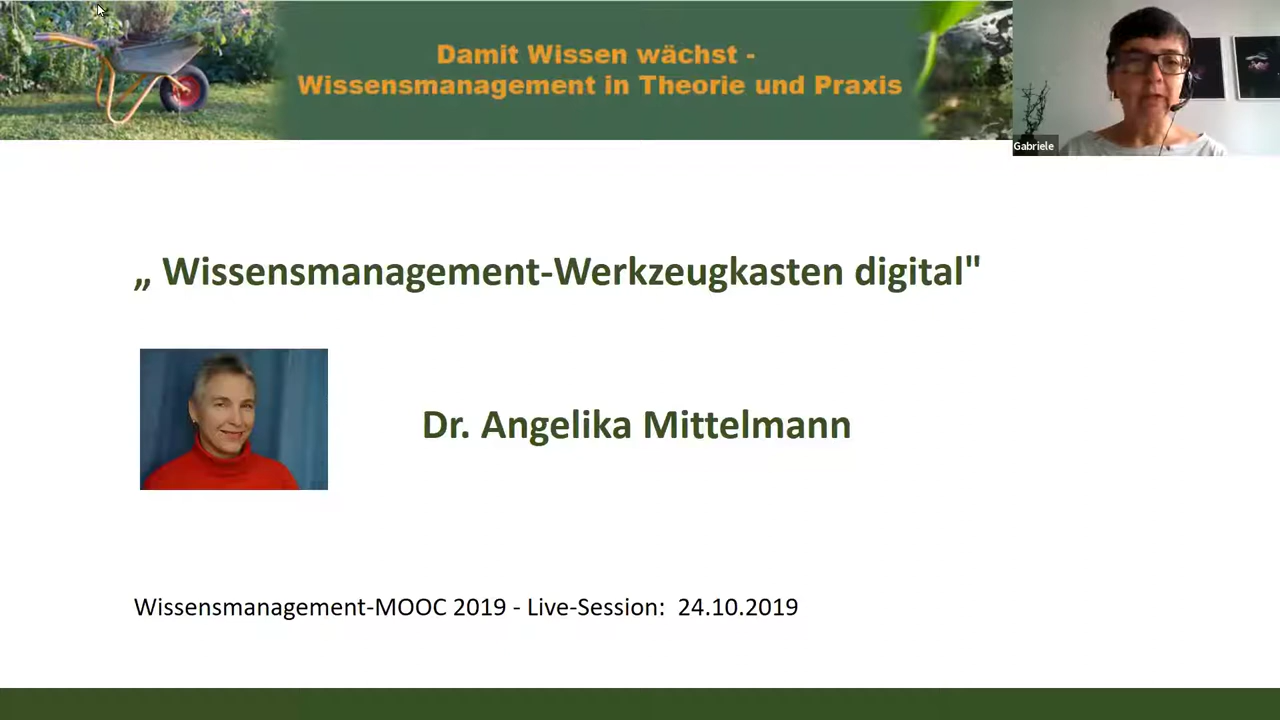 Damit Wissen wächst -
Wissensmanagement in Theorie und Praxis
Gabriele
„ Wissensmanagement-Werkzeugkasten digital"
Dr. Angelika Mittelmann
Wissensmanagement-MOOC 2019 - Live-Session: 24.10.2019